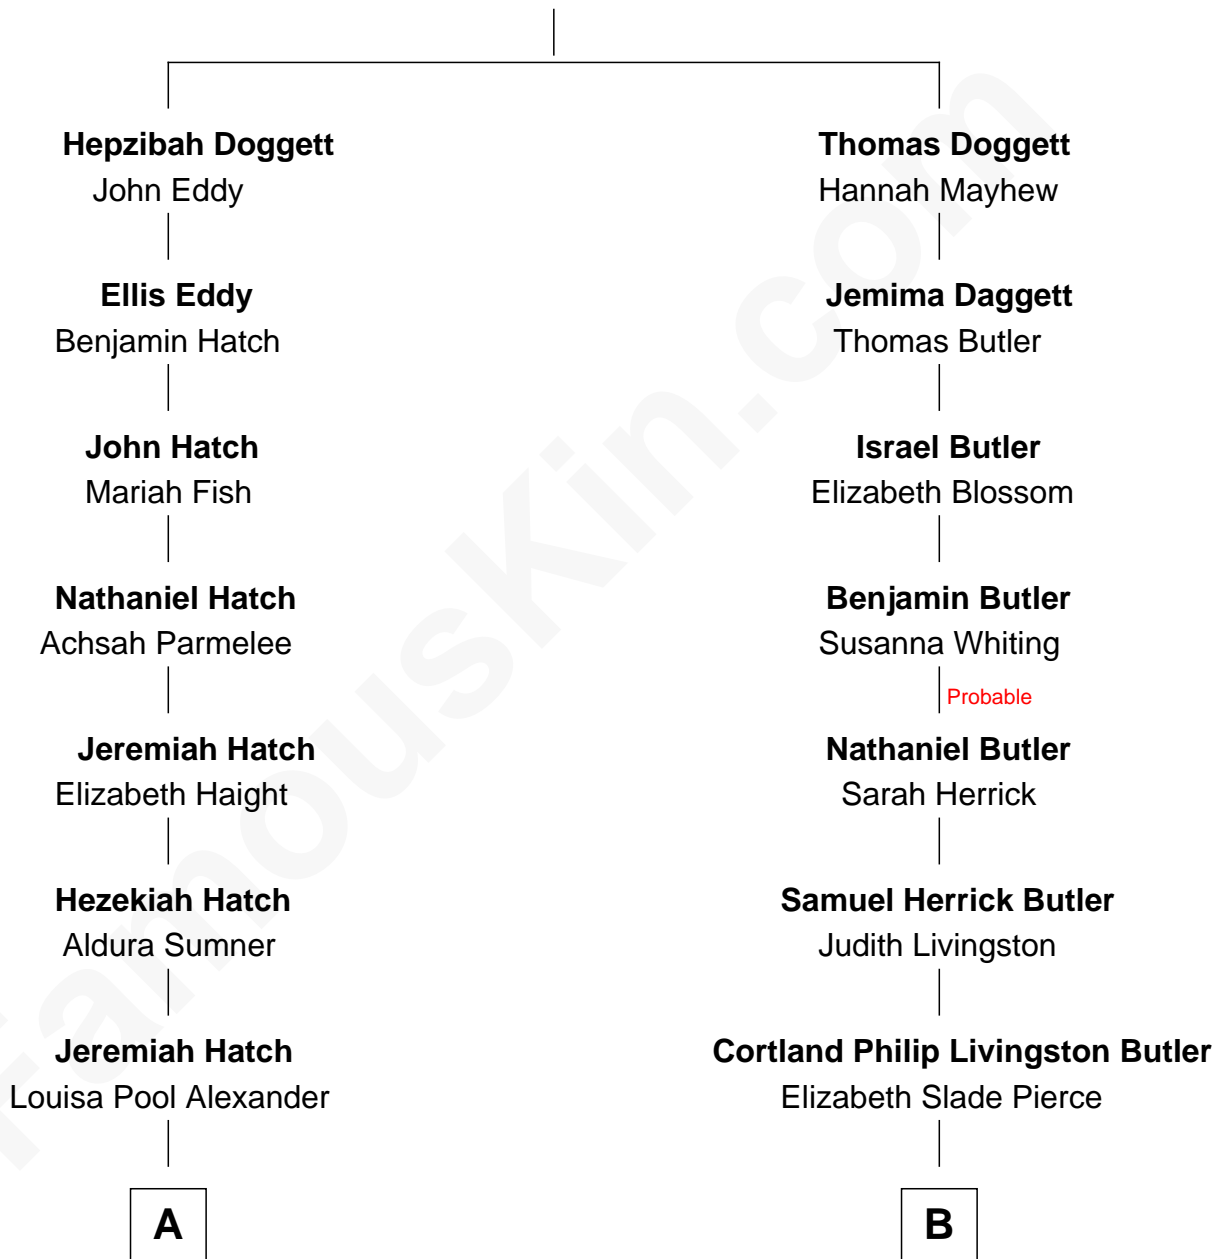 Hepzibah Doggett
John Eddy
Thomas Doggett
Hannah Mayhew
Ellis Eddy
Benjamin Hatch
Jemima Daggett
Thomas Butler
John Hatch
Mariah Fish
Israel Butler
Elizabeth Blossom
Nathaniel Hatch
Achsah Parmelee
Benjamin Butler
Susanna Whiting
Probable
Jeremiah Hatch
Elizabeth Haight
Nathaniel Butler
Sarah Herrick
Hezekiah Hatch
Aldura Sumner
Samuel Herrick Butler
Judith Livingston
Jeremiah Hatch
Louisa Pool Alexander
Cortland Philip Livingston Butler
Elizabeth Slade Pierce
A
B
FamousKin.com